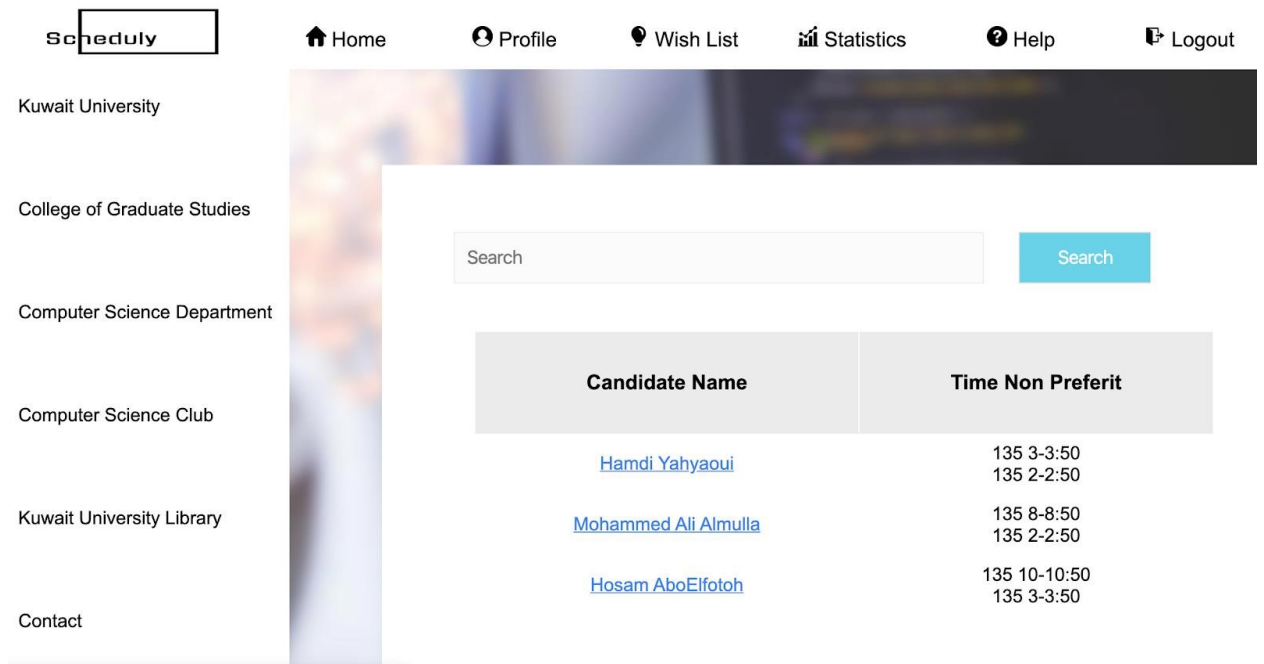 Scheduly
Home
Profile
Wish List
Statistics
Help
Logout
Kuwait University
College of Graduate Studies
Computer Science Department
Computer Science Club
Kuwait University Library
Contact
Search
Search
Candidate Name
Time Non Preferit
Hamdi Yahyaoui
135 3-3:50
135 2-2:50
Mohammed Ali Almulla
135 8-8:50
135 2-2:50
Hosam AboElfotoh
135 10-10:50
135 3-3:50